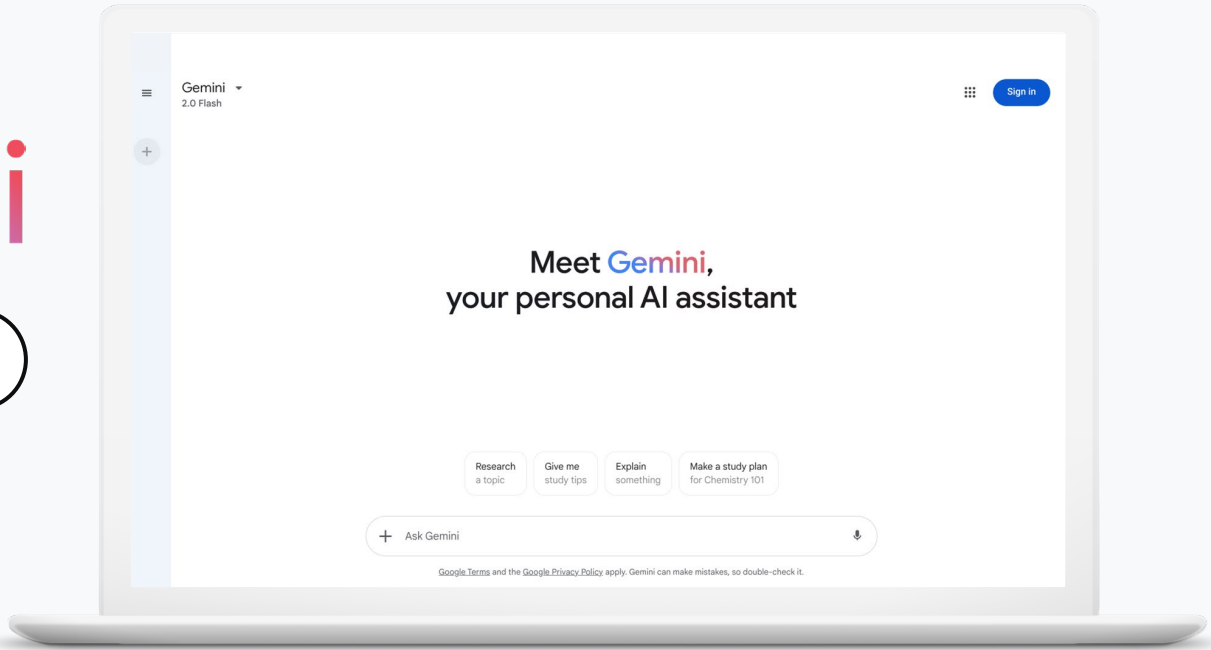 i
Gemini
2.0 Flash
Sign in
Meet Gemini,
your personal AI assistant
Research
a topic
Give me
study tips
Explain
something
Make a study plan
for Chemistry 101
Ask Gemini
Google Terms and the Google Privacy Policy apply. Gemini can make mistakes, so double-check it.